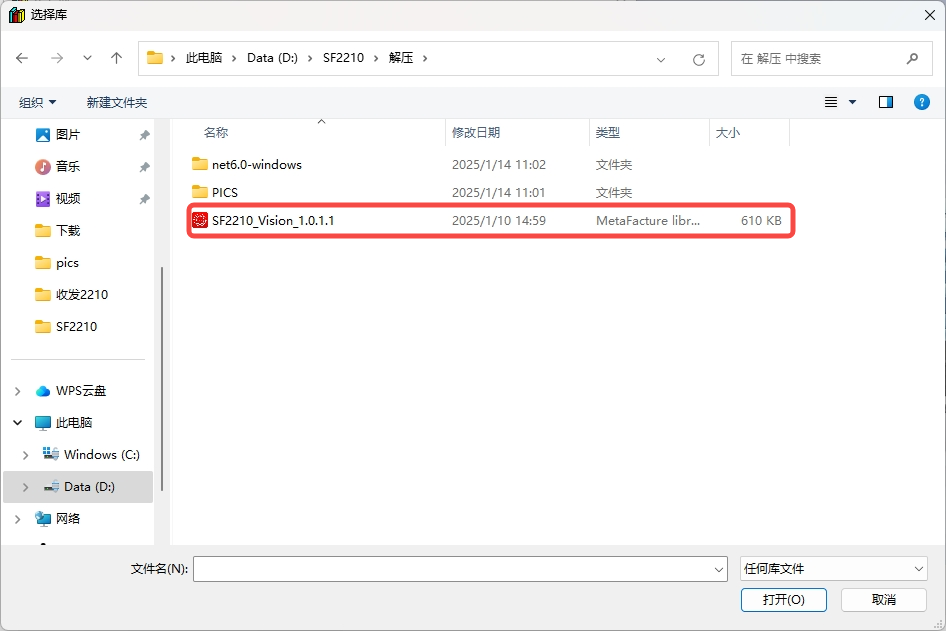 选择库
此电脑 Data (D:) SF2210 解压
在 解压 中搜索
组织 新建文件夹
名称 修改日期 类型 大小
图片
音乐
视频
下载
pics
收发2210
SF2210
WPS云盘
此电脑
Windows (C:)
Data (D:)
网络
net6.0-windows 2025/1/14 11:02 文件夹
PICS 2025/1/14 11:01 文件夹
SF2210_Vision_1.0.1.1 2025/1/10 14:59 MetaFacture libr... 610 KB
文件名(N): 任何库文件
打开(O) 取消